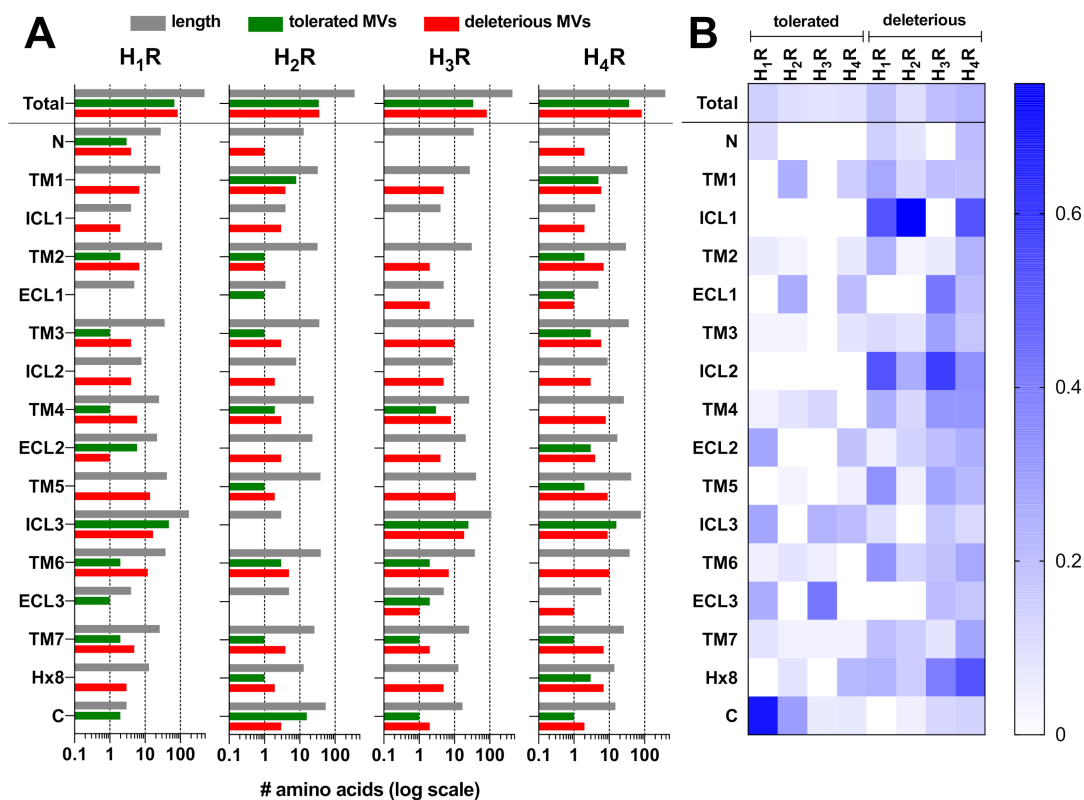 A
length
tolerated MVs
deleterious MVs
H₁R
H₂R
H₃R
H₄R
Total
N
TM1
ICL1
TM2
ECL1
TM3
ICL2
TM4
ECL2
TM5
ICL3
TM6
ECL3
TM7
Hx8
C
0.1 1 10 100
0.1 1 10 100
0.1 1 10 100
0.1 1 10 100
# amino acids (log scale)
B
tolerated
deleterious
H₁R
H₂R
H₃R
H₄R
H₁R
H₂R
H₃R
H₄R
Total
N
TM1
ICL1
TM2
ECL1
TM3
ICL2
TM4
ECL2
TM5
ICL3
TM6
ECL3
TM7
Hx8
C
0.6
0.4
0.2
0